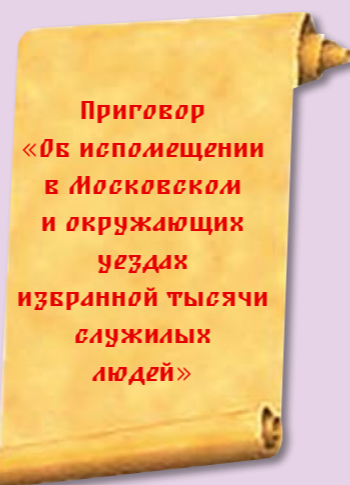 Приговор
«Об испомещении
в Московском
и окружающих
уездах
избранной тысячи
служилых
людей»